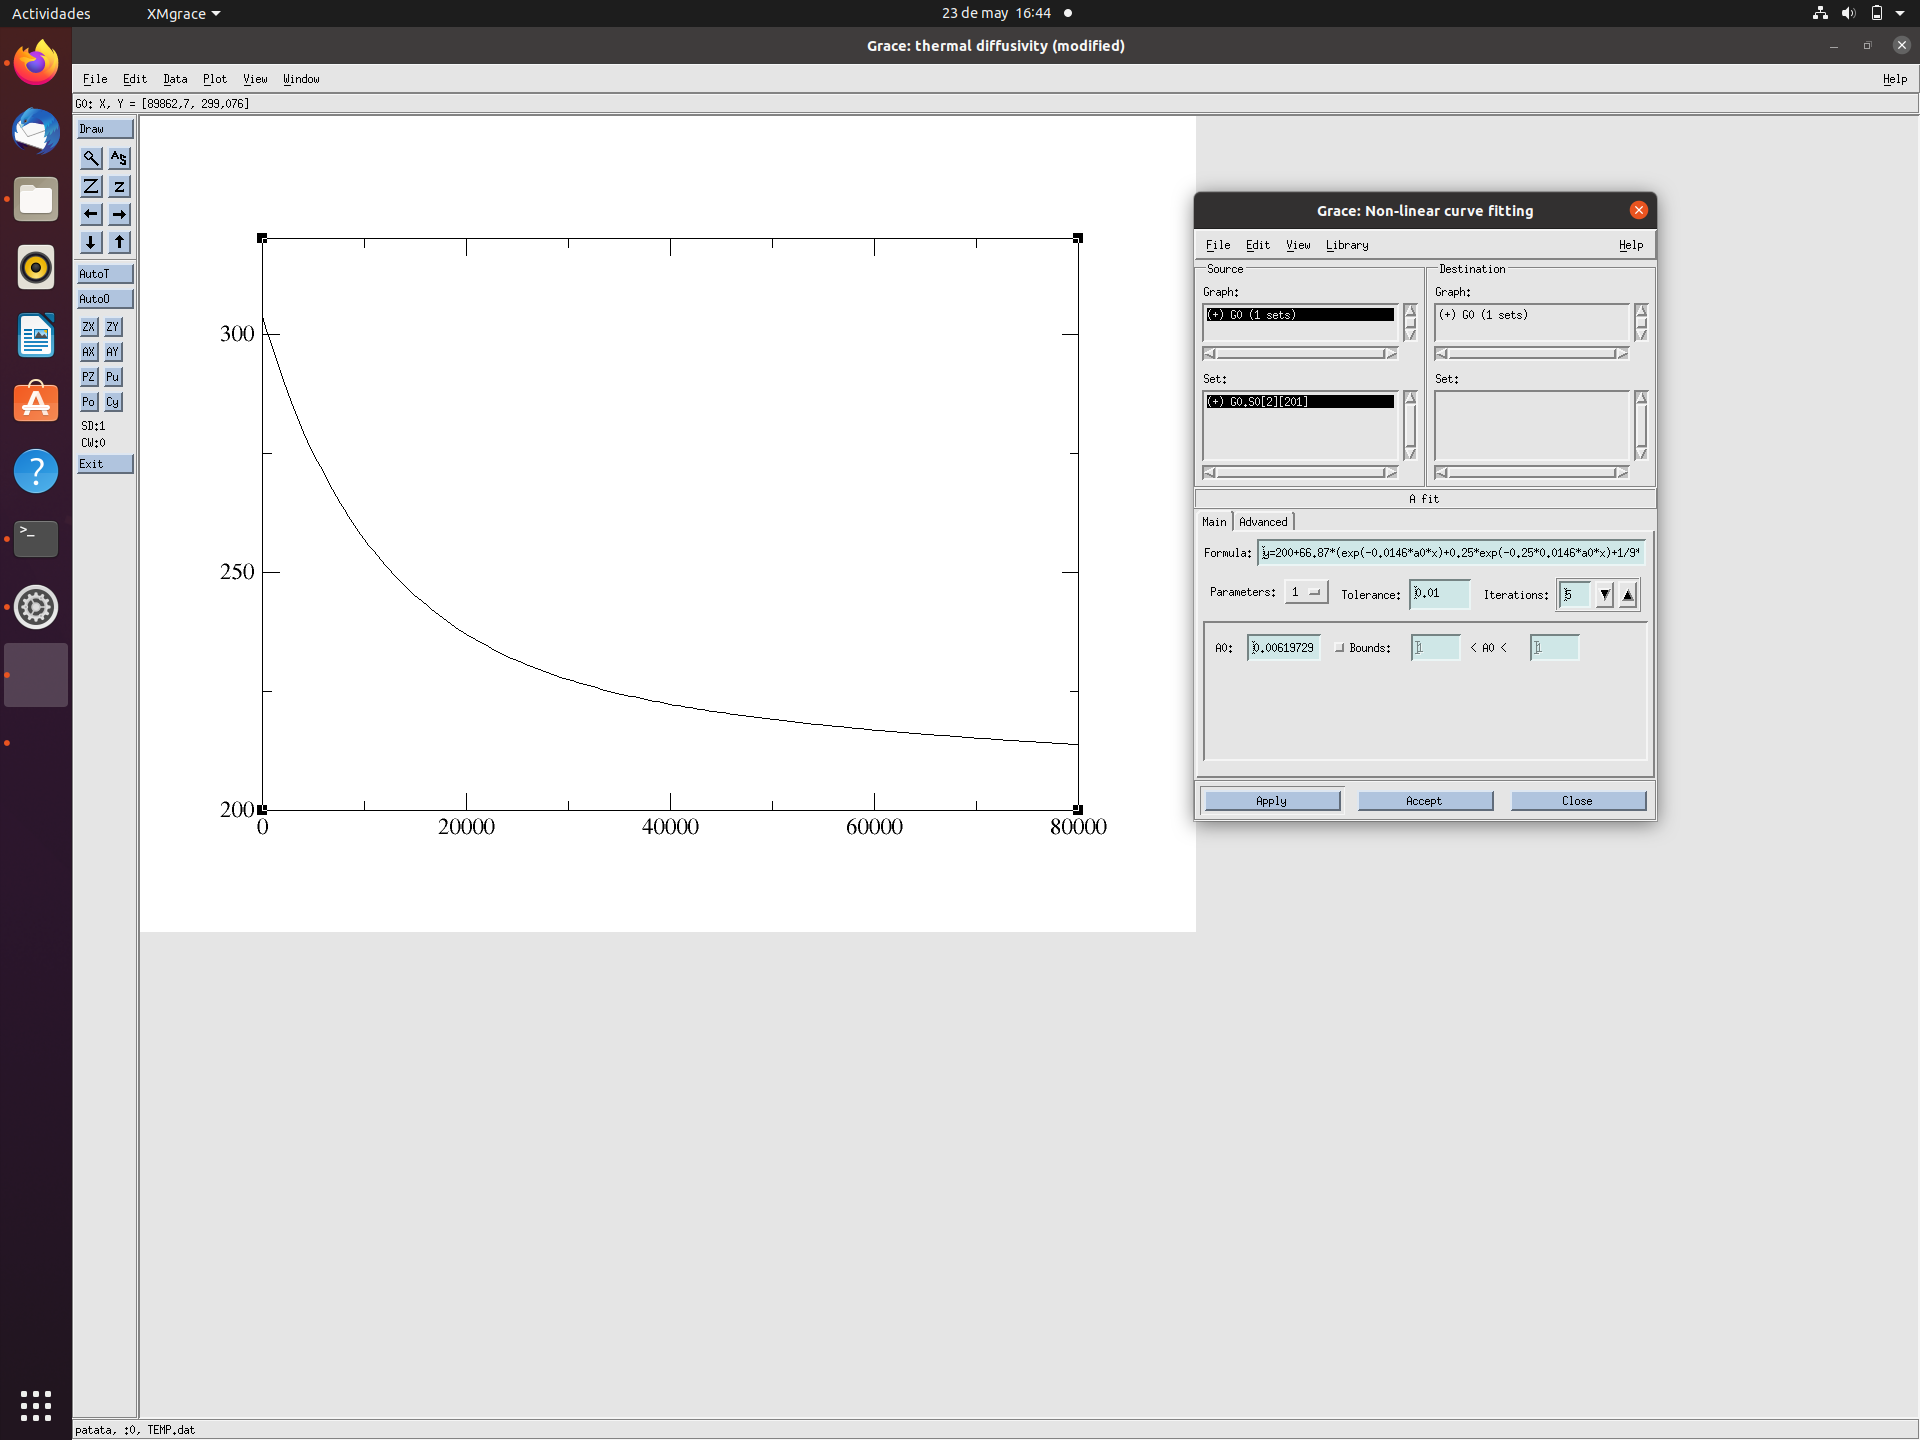 Actividades XMgrace 23 de may 16:44
Grace: thermal diffusivity (modified)
File Edit Data Plot View Window Help
G0: X, Y = [89862,7, 299,076]
Draw
AS
Z z
AutoT
AutoO
ZX ZY
AX AY
PZ Pu
Po Cy
SD:1
CW:0
Exit
300
250
200
0 20000 40000 60000 80000
Grace: Non-linear curve fitting
File Edit View Library Help
Source Destination
Graph: Graph:
(+) G0 (1 sets) (+) G0 (1 sets)
Set: Set:
(+) G0.S0[2][201]
A fit
Main Advanced
Formula: y=200+66.87*(exp(-0.0146*a0*x)+0.25*exp(-0.25*0.0146*a0*x)+1/9*
Parameters: 1 Tolerance: 0.01 Iterations: 5
A0: 0.00619729 Bounds: 1 < A0 < 1
Apply Accept Close
patata, :0, TEMP.dat